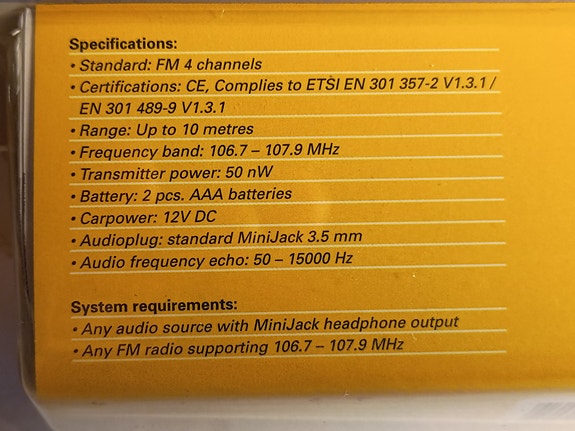 Specifications:
• Standard: FM 4 channels
• Certifications: CE, Complies to ETSI EN 301 357-2 V1.3.1 /
EN 301 489-9 V1.3.1
• Range: Up to 10 metres
• Frequency band: 106.7 – 107.9 MHz
• Transmitter power: 50 nW
• Battery: 2 pcs. AAA batteries
• Carpower: 12V DC
• Audioplug: standard MiniJack 3.5 mm
• Audio frequency echo: 50 – 15000 Hz
System requirements:
• Any audio source with MiniJack headphone output
• Any FM radio supporting 106.7 – 107.9 MHz